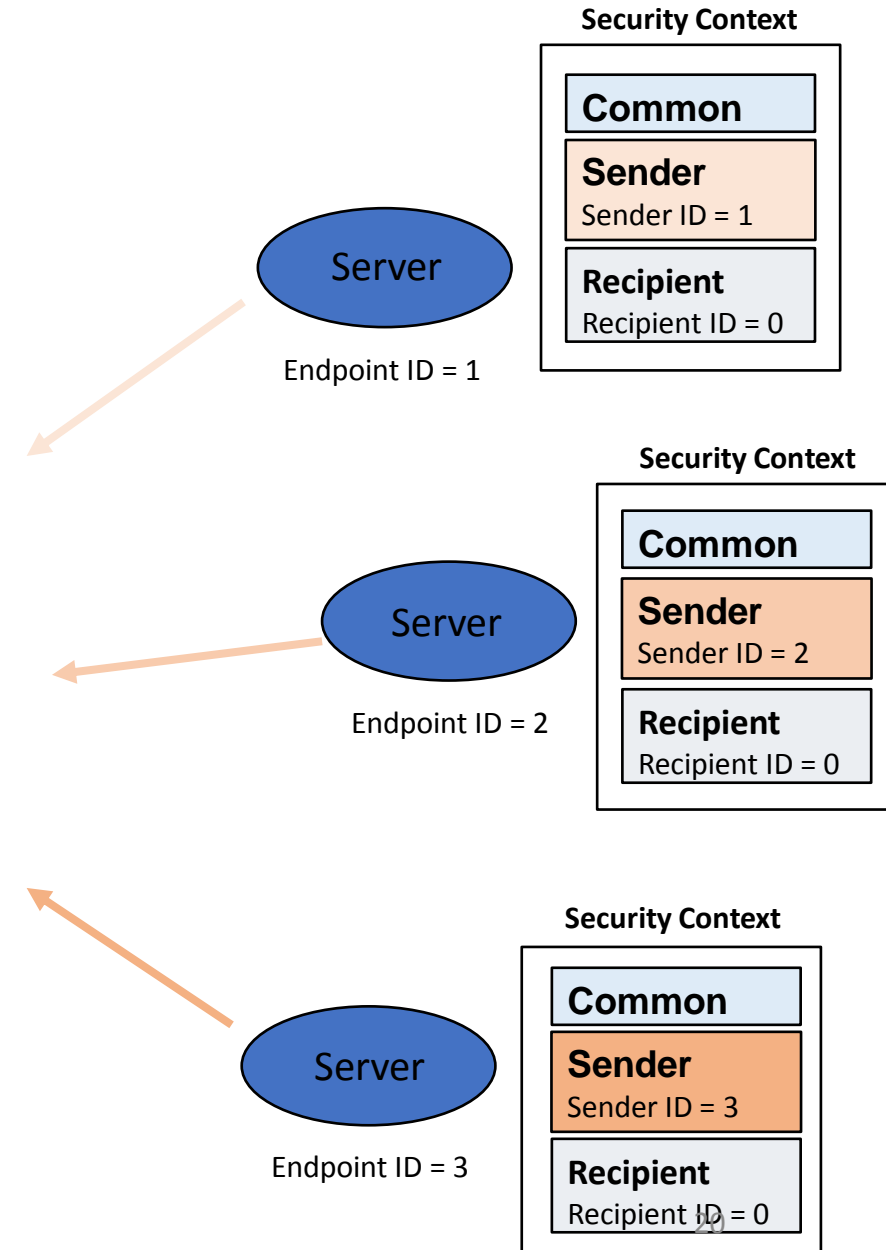 Security Context
Common
Sender
Sender ID = 1
Recipient
Recipient ID = 0
Server
Endpoint ID = 1
Security Context
Common
Sender
Sender ID = 2
Recipient
Recipient ID = 0
Server
Endpoint ID = 2
Security Context
Common
Sender
Sender ID = 3
Recipient
Recipient ID = 0
20
Server
Endpoint ID = 3